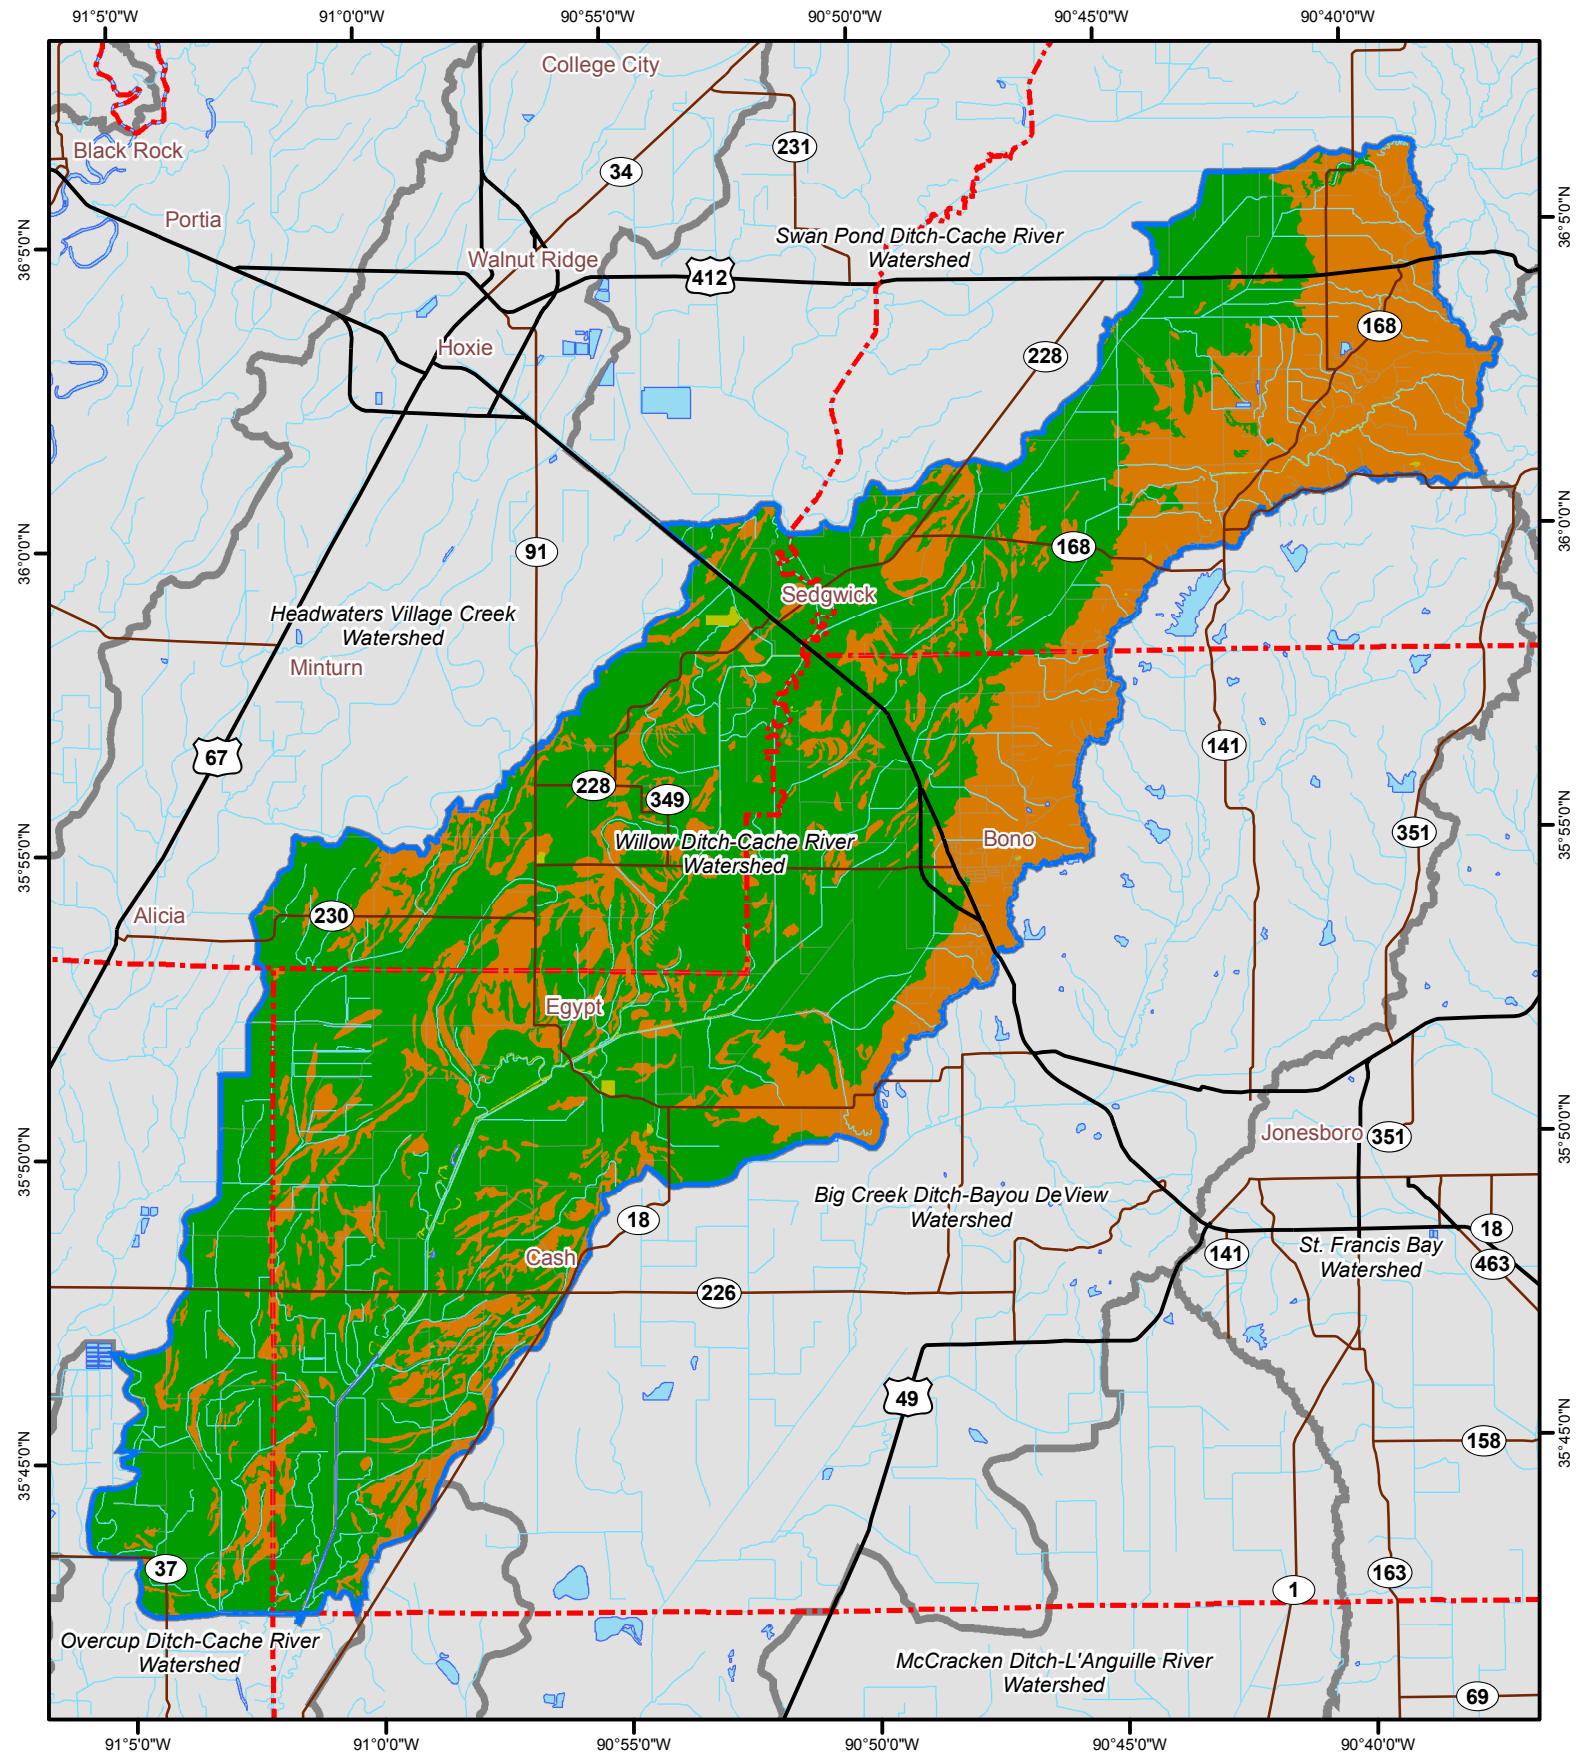 91°5'0"W
91°0'0"W
90°55'0"W
90°50'0"W
90°45'0"W
90°40'0"W
College City
Black Rock
231
34
Portia
36°5'0"N
36°5'0"N
Swan Pond Ditch-Cache River
Watershed
Walnut Ridge
412
168
Hoxie
228
36°0'0"N
36°0'0"N
91
168
Sedgwick
Headwaters Village Creek
Watershed
Minturn
67
141
228
349
351
35°55'0"N
35°55'0"N
Willow Ditch-Cache River
Watershed
Bono
Alicia
230
Egypt
35°50'0"N
35°50'0"N
Jonesboro
351
Big Creek Ditch-Bayou DeView
Watershed
18
18
Cash
141
St. Francis Bay
Watershed
463
226
49
158
35°45'0"N
35°45'0"N
37
1
163
Overcup Ditch-Cache River
Watershed
McCracken Ditch-L'Anguille River
Watershed
69
91°5'0"W
91°0'0"W
90°55'0"W
90°50'0"W
90°45'0"W
90°40'0"W